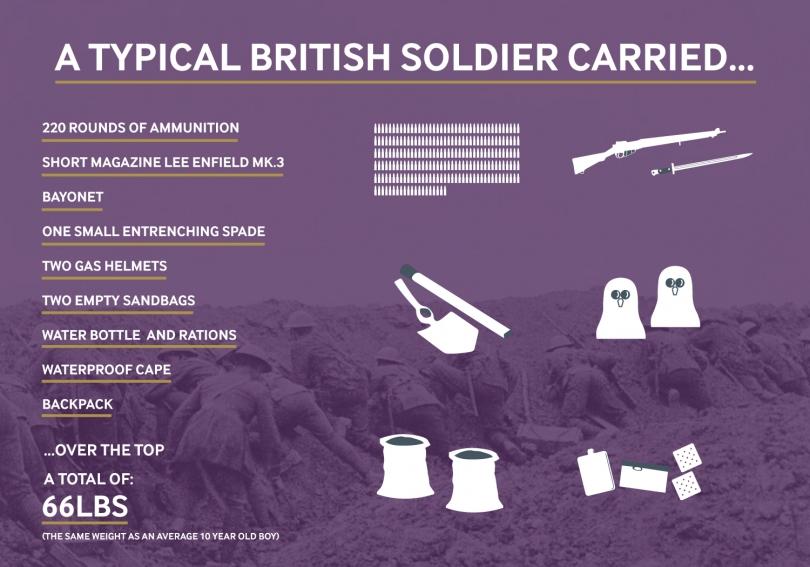 A TYPICAL BRITISH SOLDIER CARRIED...
220 ROUNDS OF AMMUNITION
SHORT MAGAZINE LEE ENFIELD MK.3
BAYONET
ONE SMALL ENTRENCHING SPADE
TWO GAS HELMETS
TWO EMPTY SANDBAGS
WATER BOTTLE AND RATIONS
WATERPROOF CAPE
BACKPACK
...OVER THE TOP
A TOTAL OF:
66LBS
(THE SAME WEIGHT AS AN AVERAGE 10 YEAR OLD BOY)